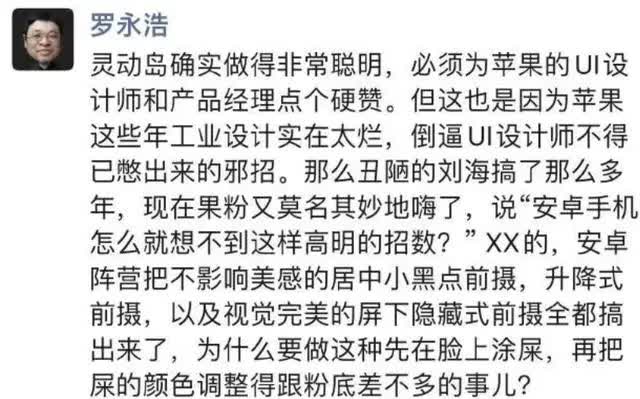 罗永浩
灵动岛确实做得非常聪明，必须为苹果的UI设
计师和产品经理点个硬赞。但这也是因为苹果
这些年工业设计实在太烂，倒逼UI设计师不得
已憋出来的邪招。那么丑陋的刘海搞了那么多
年，现在果粉又莫名其妙地嗨了，说“安卓手机
怎么就想不到这样高明的招数？” XX的，安卓
阵营把不影响美感的居中小黑点前摄，升降式
前摄，以及视觉完美的屏下隐藏式前摄全都搞
出来了，为什么要做这种先在脸上涂屎，再把
屎的颜色调整得跟粉底差不多的事儿？